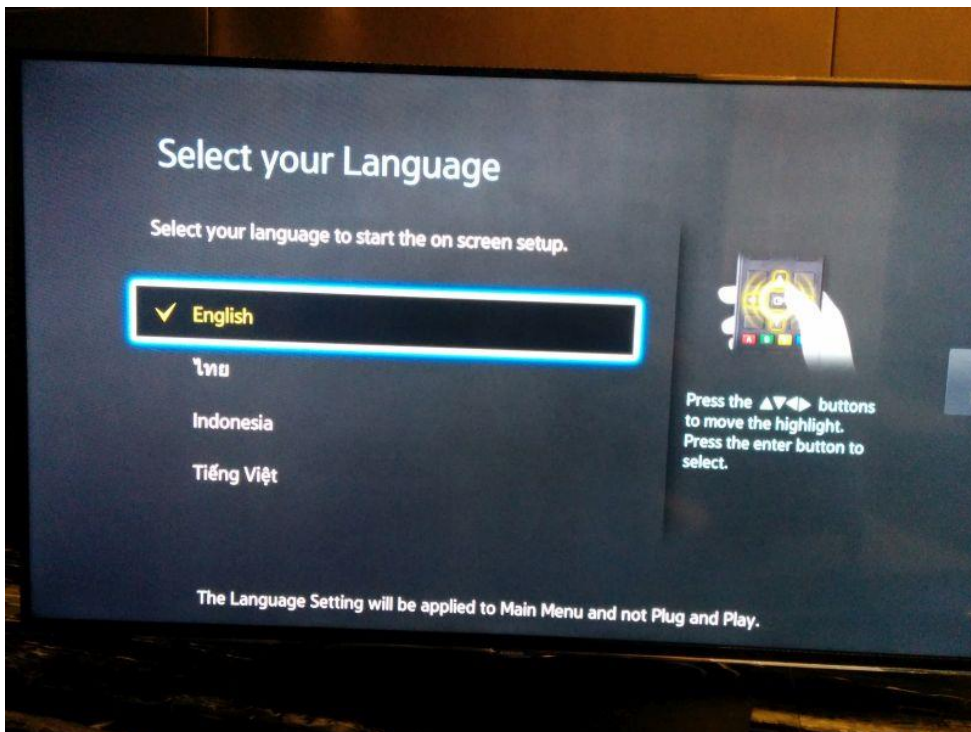 Select your Language
Select your language to start the on screen setup.
English
ไทย
Indonesia
Tiếng Việt
Press the ▲▼◀▶ buttons
to move the highlight.
Press the enter button to
select.
The Language Setting will be applied to Main Menu and not Plug and Play.